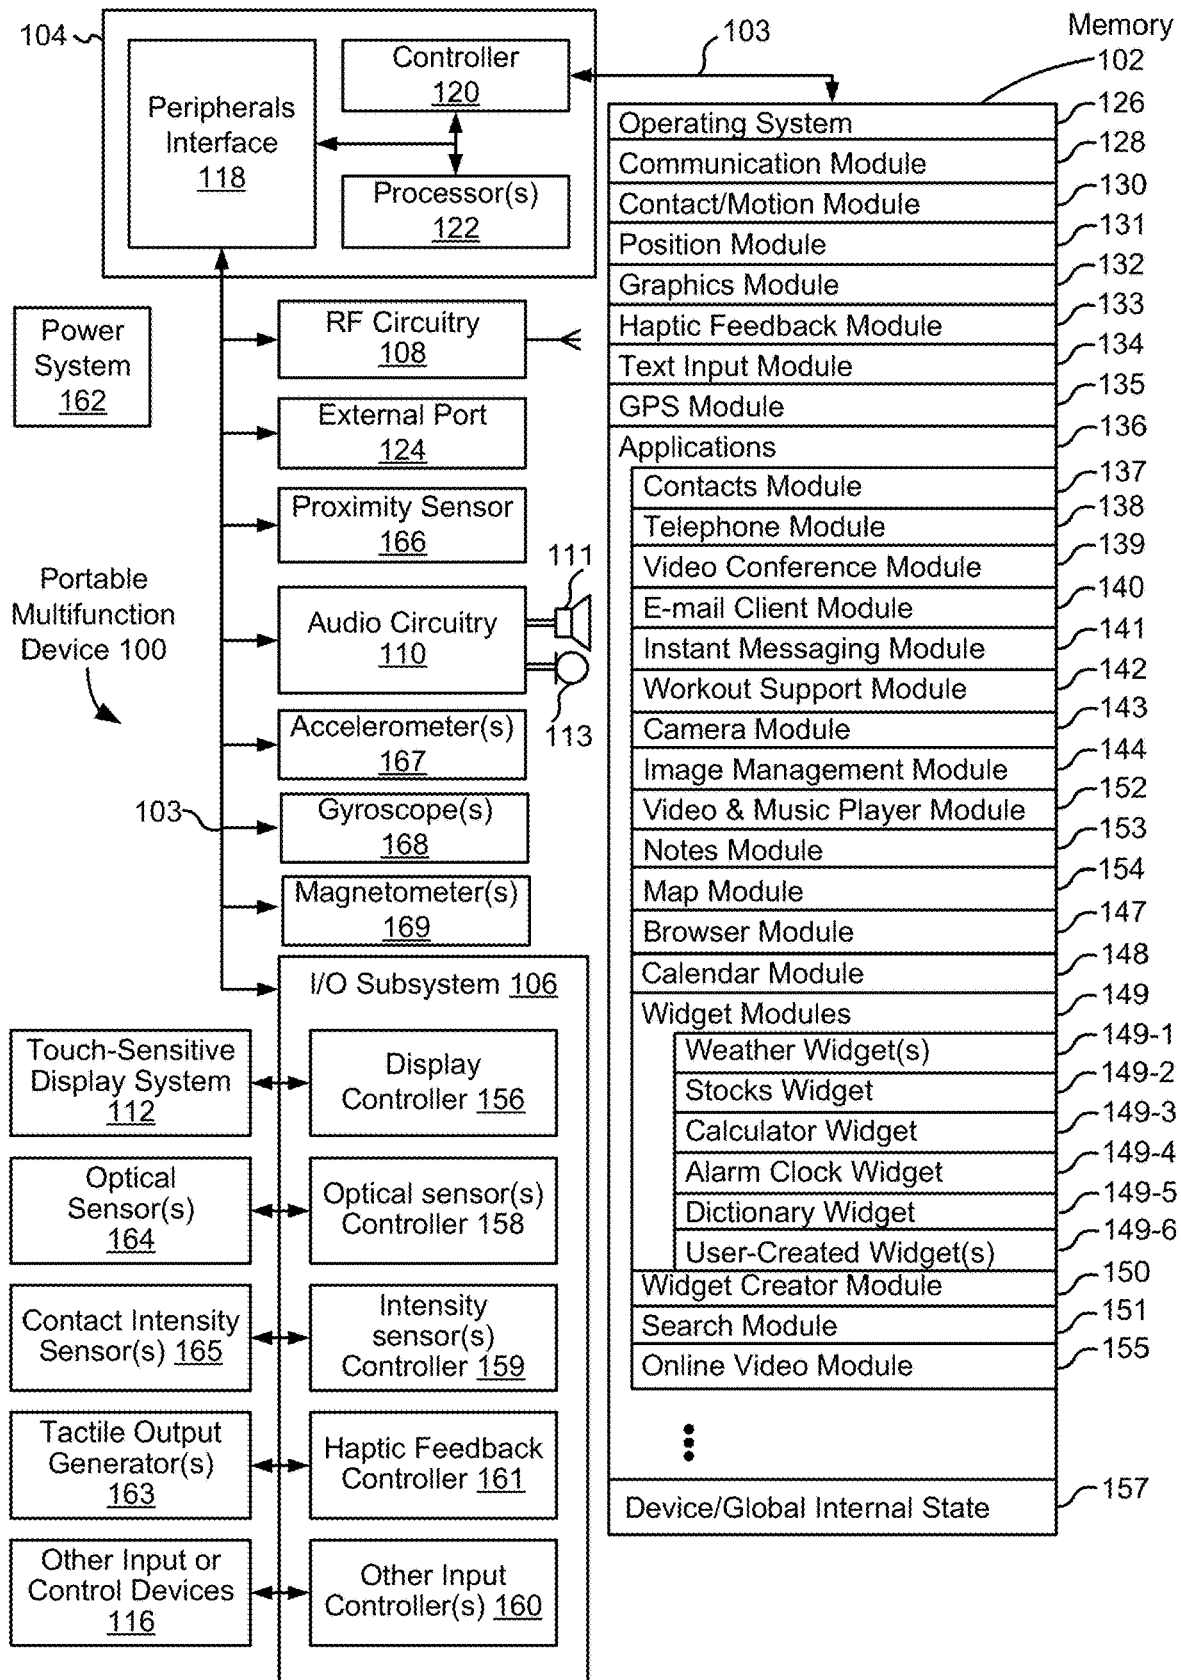 104
Peripherals
Interface
118
Controller
120
Processor(s)
122
103
Memory
102
Power
System
162
RF Circuitry
108
External Port
124
Proximity Sensor
166
Audio Circuitry
110
111
113
Portable
Multifunction
Device 100
Accelerometer(s)
167
103
Gyroscope(s)
168
Magnetometer(s)
169
I/O Subsystem 106
Touch-Sensitive
Display System
112
Display
Controller 156
Optical
Sensor(s)
164
Optical sensor(s)
Controller 158
Contact Intensity
Sensor(s) 165
Intensity
sensor(s)
Controller 159
Tactile Output
Generator(s)
163
Haptic Feedback
Controller 161
Other Input or
Control Devices
116
Other Input
Controller(s) 160
Operating System 126
Communication Module 128
Contact/Motion Module 130
Position Module 131
Graphics Module 132
Haptic Feedback Module 133
Text Input Module 134
GPS Module 135
Applications 136
Contacts Module 137
Telephone Module 138
Video Conference Module 139
E-mail Client Module 140
Instant Messaging Module 141
Workout Support Module 142
Camera Module 143
Image Management Module 144
Video & Music Player Module 152
Notes Module 153
Map Module 154
Browser Module 147
Calendar Module 148
Widget Modules 149
Weather Widget(s) 149-1
Stocks Widget 149-2
Calculator Widget 149-3
Alarm Clock Widget 149-4
Dictionary Widget 149-5
User-Created Widget(s) 149-6
Widget Creator Module 150
Search Module 151
Online Video Module 155
Device/Global Internal State 157